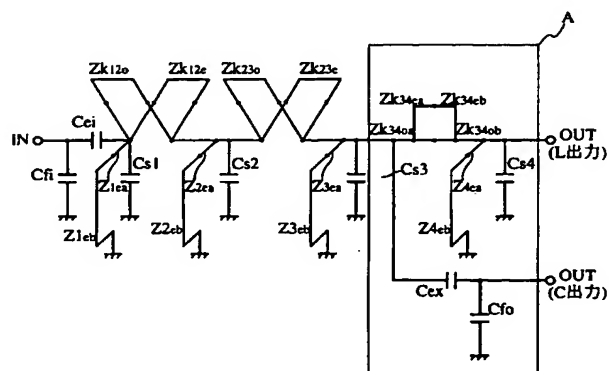 A
Zk12o
Zk12e
Zk23o
Zk23e
Zk34ea
Zk34eb
Zk34oa
Zk34ob
Cei
IN
OUT
(L出力)
Cfi
Cs1
Z1ea
Cs2
Z2ea
Z3ea
Cs3
Z4ea
Cs4
Z1eb
Z2eb
Z3eb
Z4eb
OUT
(C出力)
Cex
Cfo